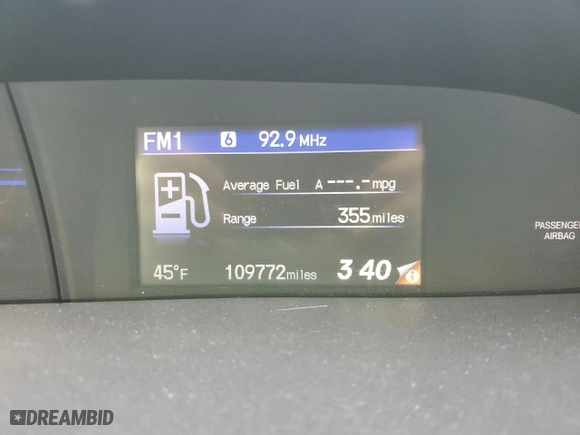 FM1 6 92.9 MHz
Average Fuel A ---.- mpg
Range 355 miles
45°F 109772 miles 3 40 i
PASSENGER
AIRBAG
DREAMBID